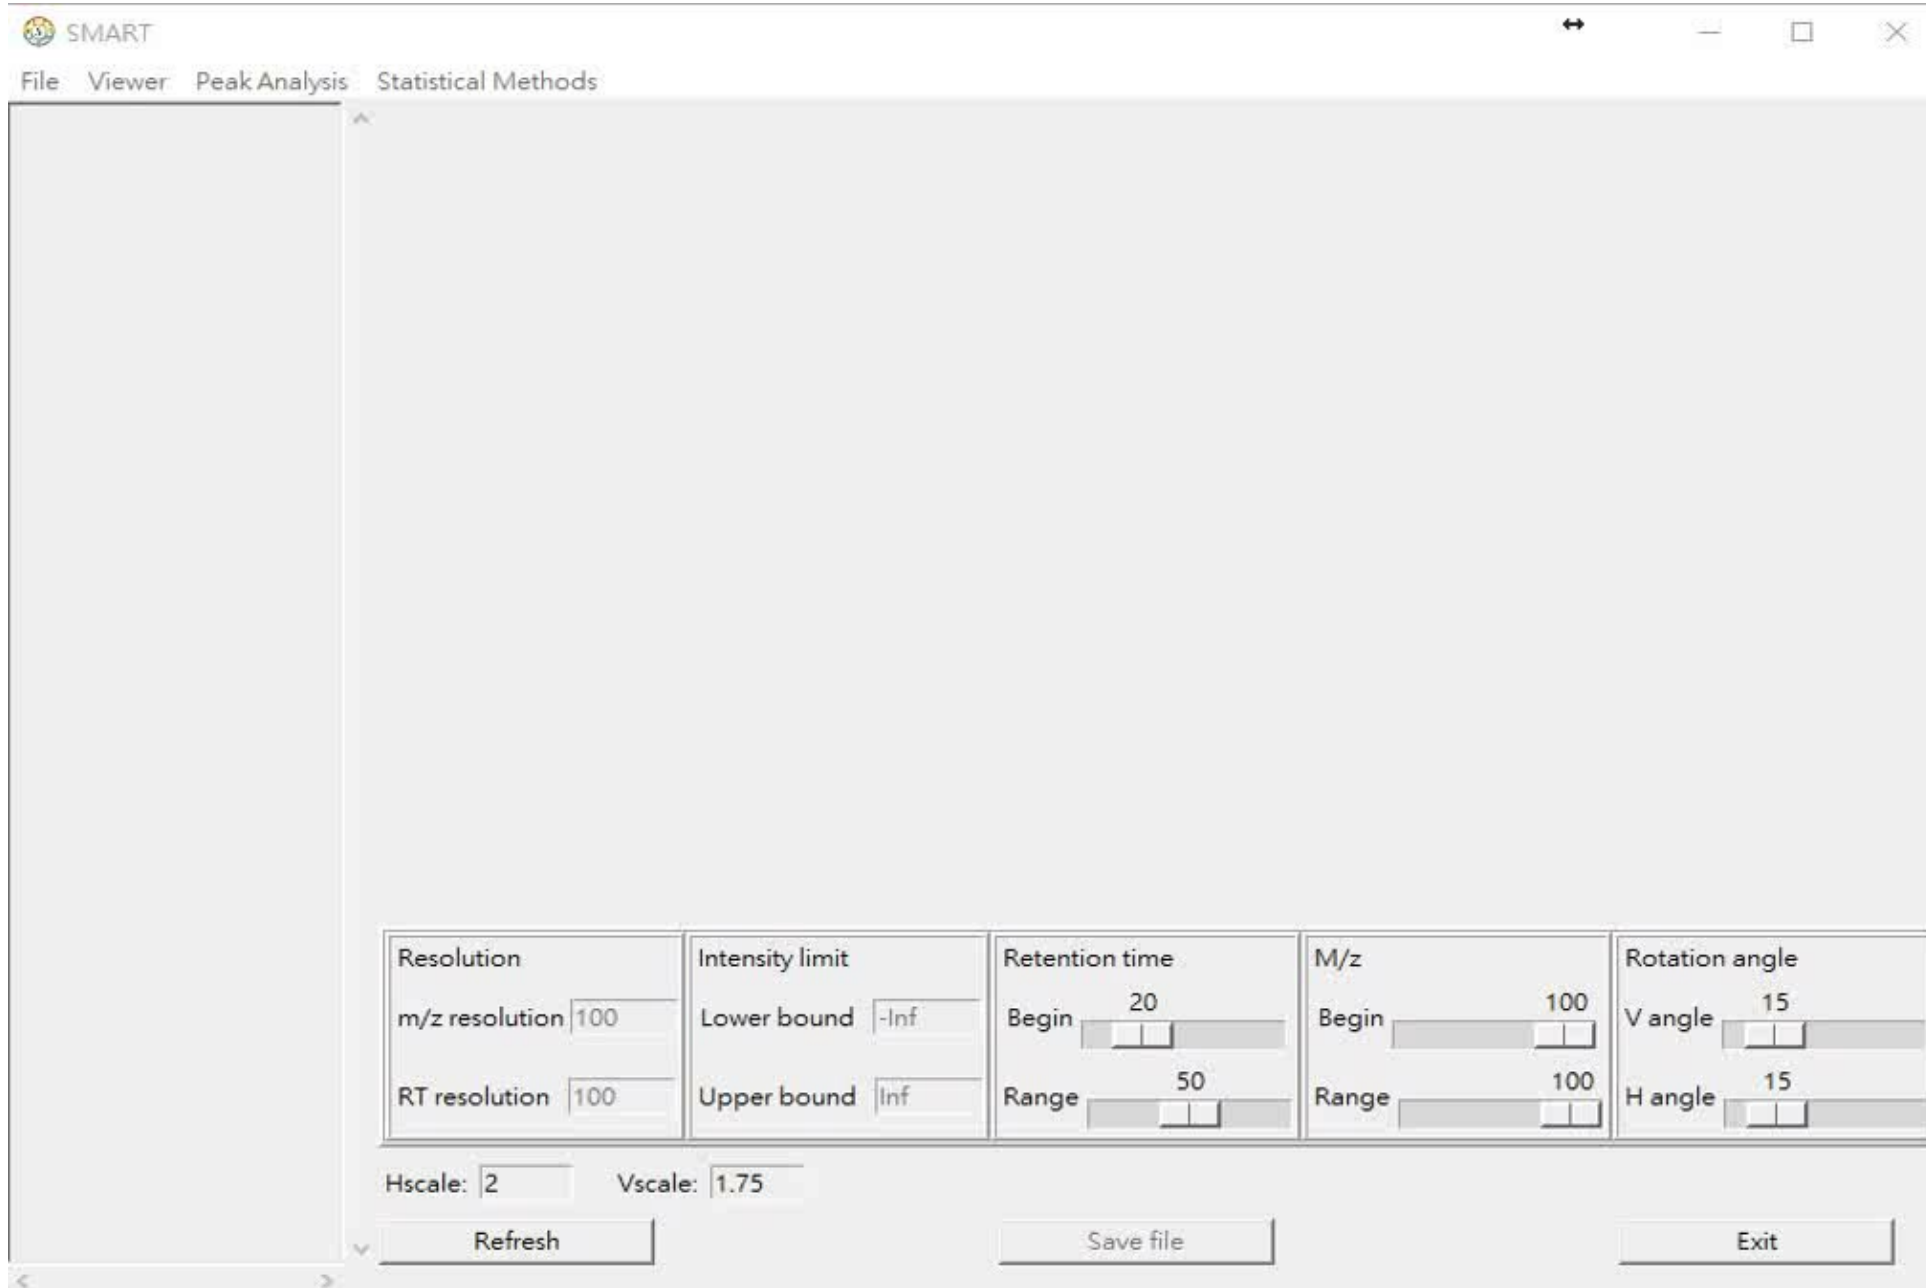 SMART
File Viewer Peak Analysis Statistical Methods
Resolution
m/z resolution 100
RT resolution 100
Intensity limit
Lower bound -Inf
Upper bound Inf
Retention time
20
Begin
50
Range
M/z
100
Begin
100
Range
Rotation angle
15
V angle
15
H angle
Hscale: 2 Vscale: 1.75
Refresh Save file Exit